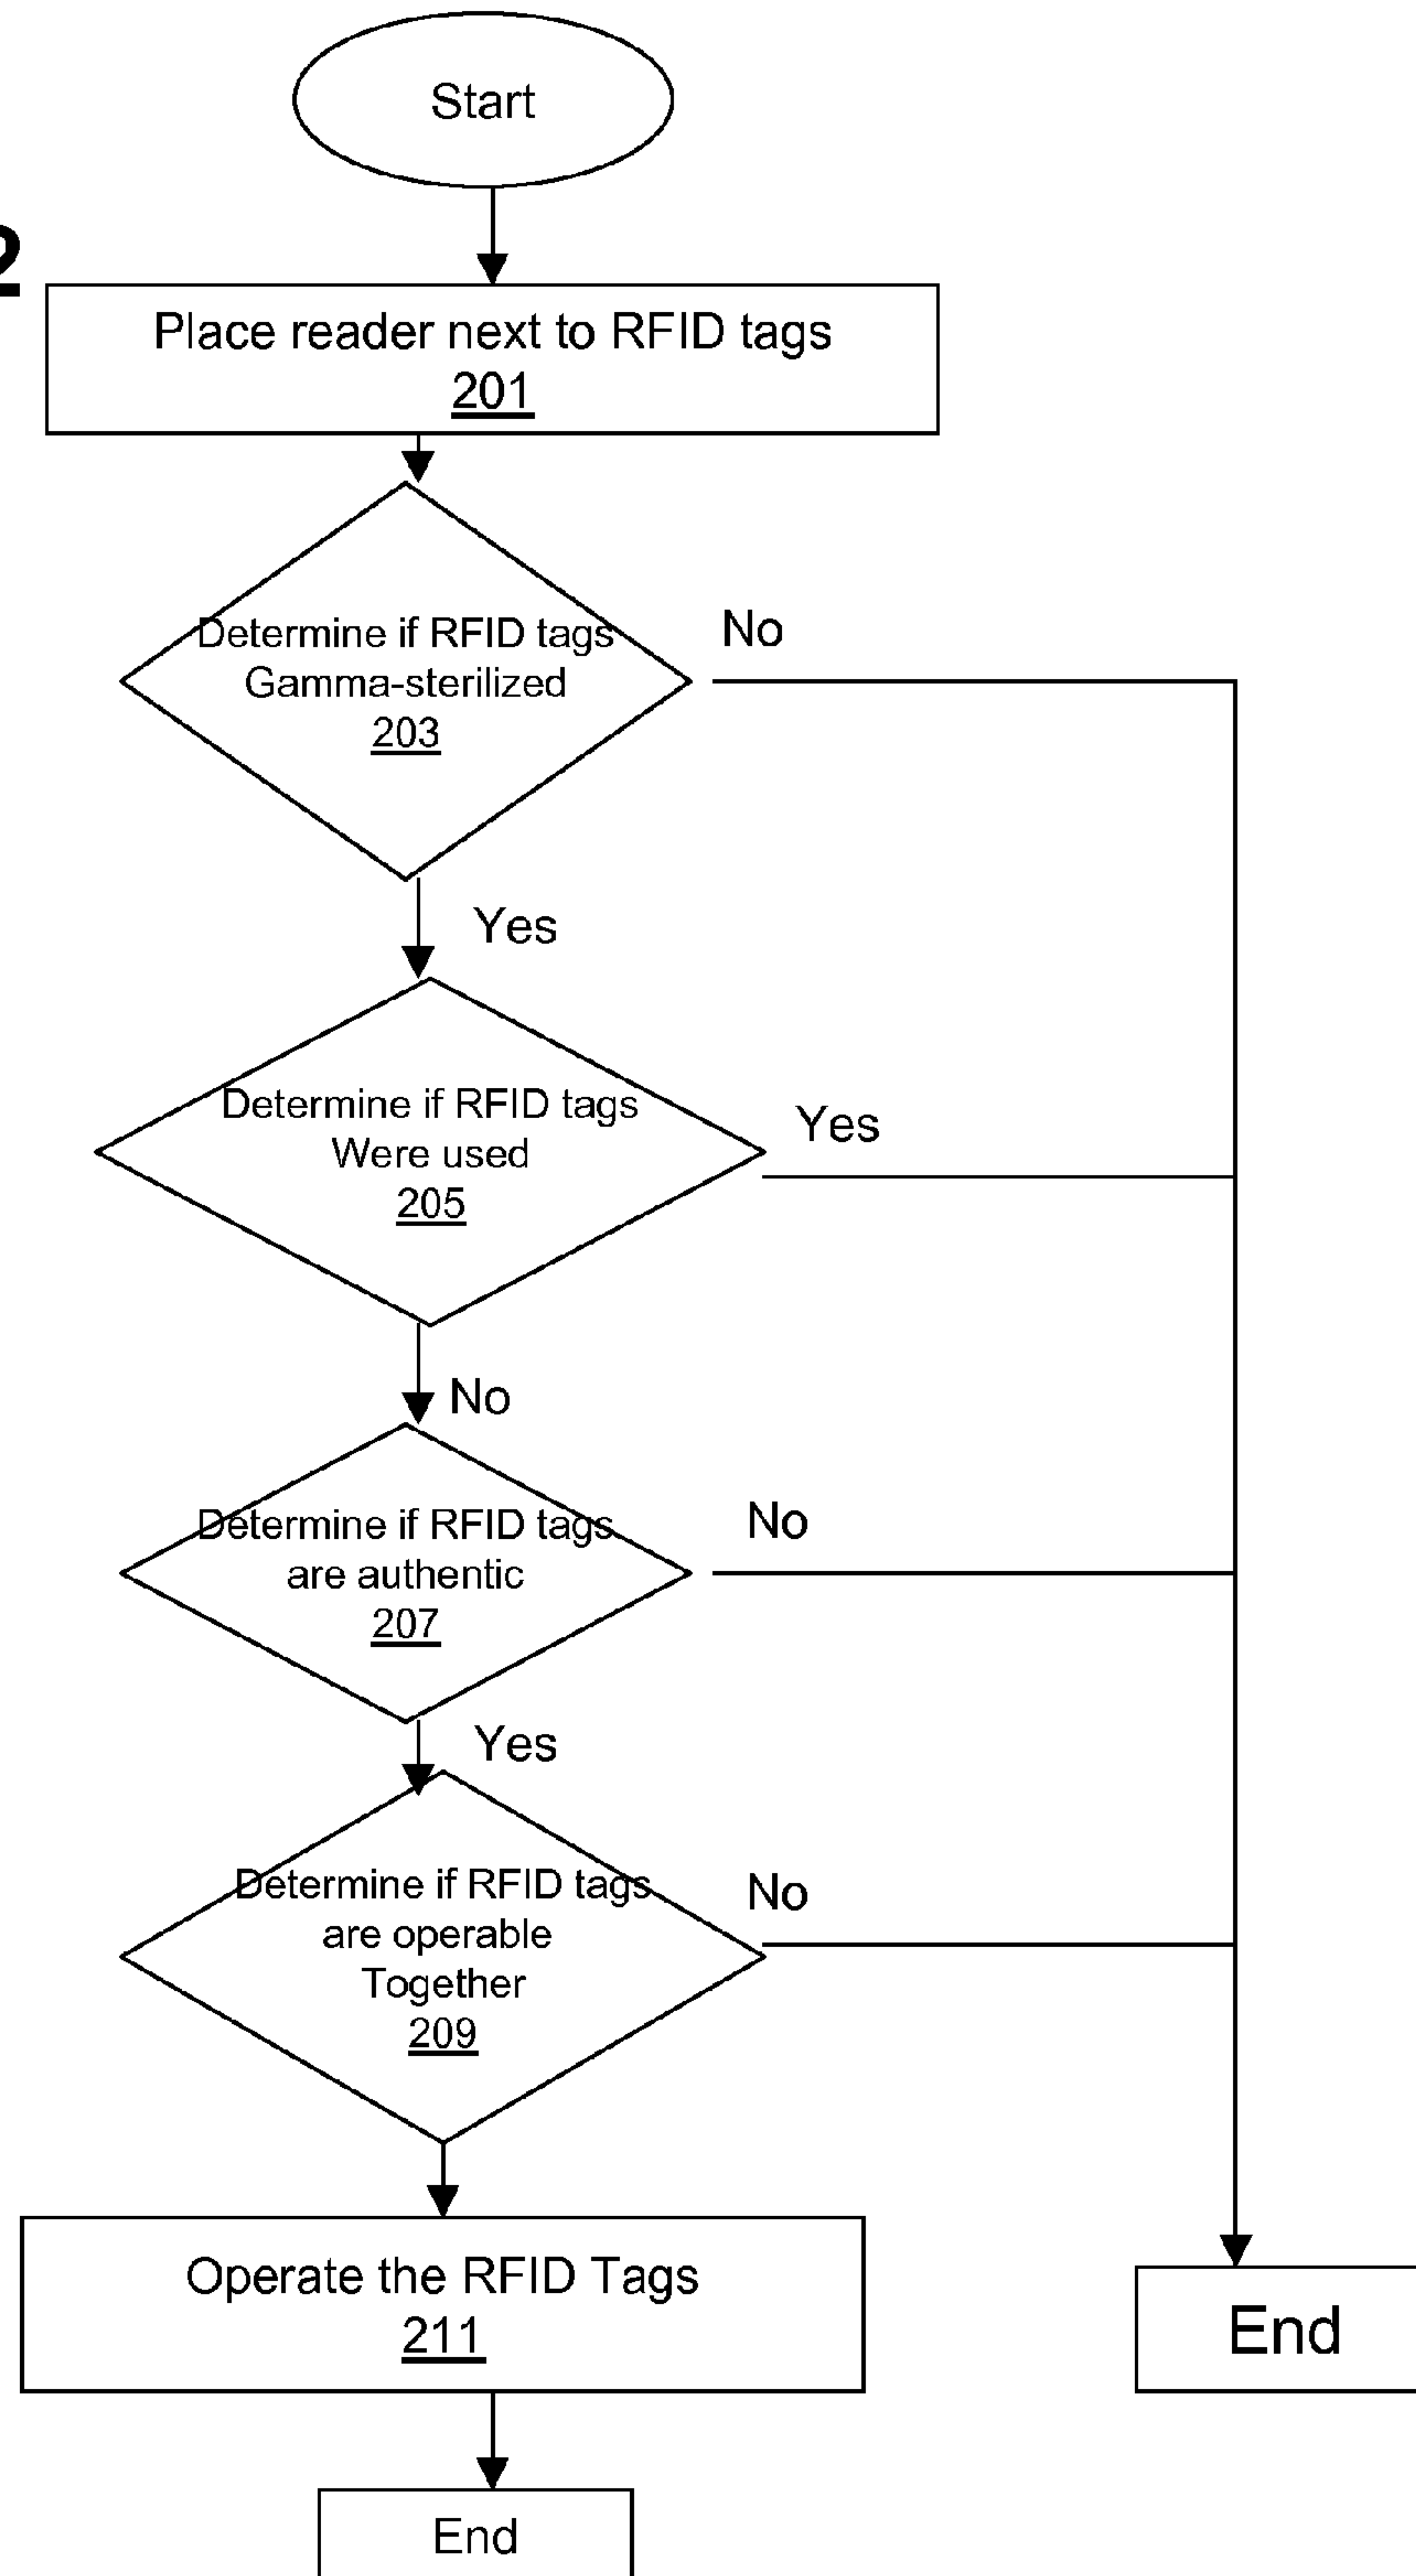 Start
2
Place reader next to RFID tags
201
Determine if RFID tags
Gamma-sterilized
203
No
Yes
Determine if RFID tags
Were used
205
Yes
No
Determine if RFID tags
are authentic
207
No
Yes
Determine if RFID tags
are operable
Together
209
No
Operate the RFID Tags
211
End
End